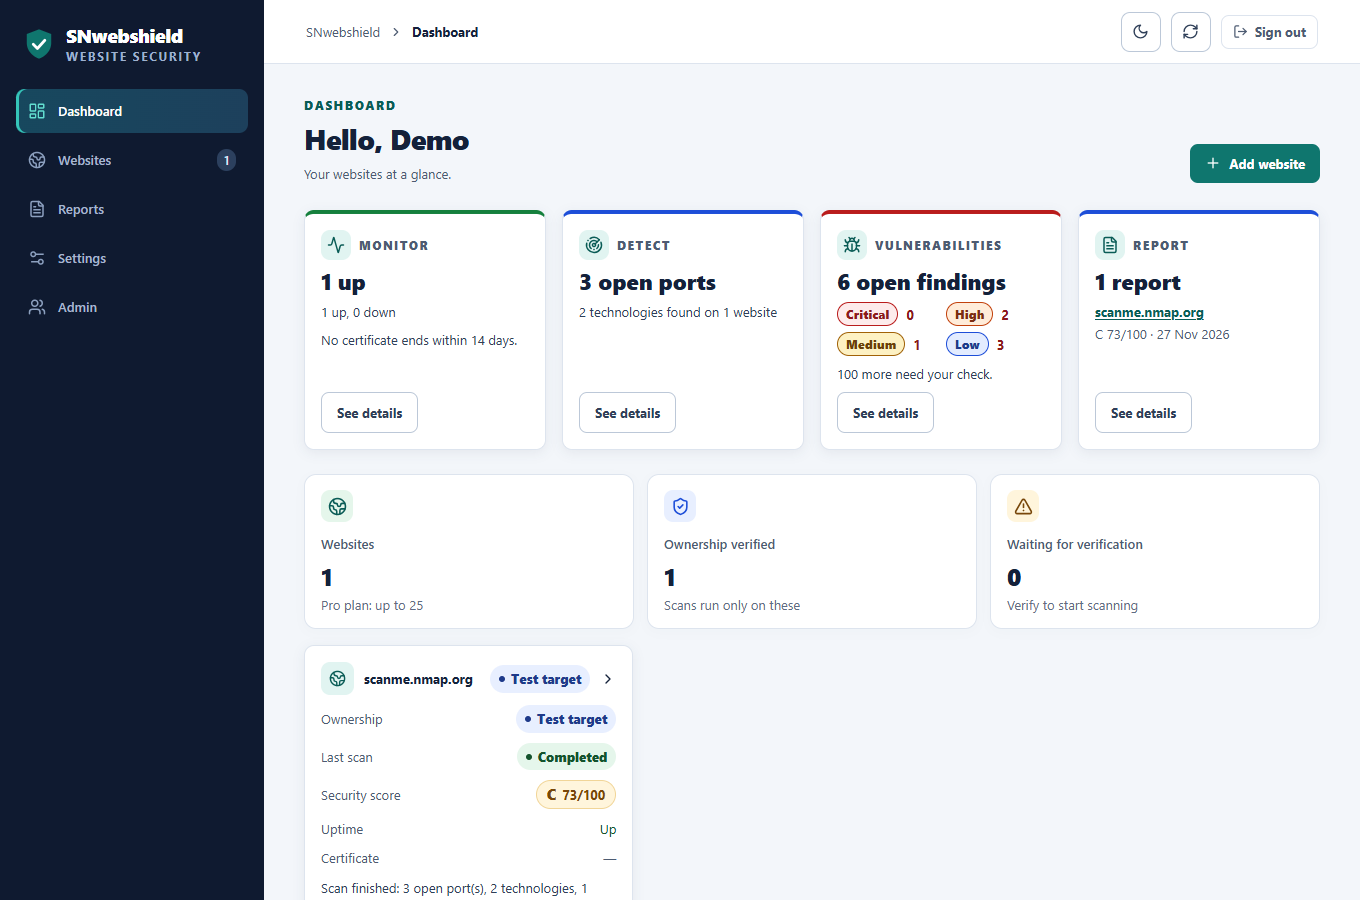 SNwebshield
WEBSITE SECURITY
Dashboard
Websites 1
Reports
Settings
Admin
SNwebshield > Dashboard
Sign out
DASHBOARD
Hello, Demo
Your websites at a glance.
+ Add website
MONITOR
1 up
1 up, 0 down
No certificate ends within 14 days.
See details
DETECT
3 open ports
2 technologies found on 1 website
See details
VULNERABILITIES
6 open findings
Critical 0 High 2
Medium 1 Low 3
100 more need your check.
See details
REPORT
1 report
scanme.nmap.org
C 73/100 · 27 Nov 2026
See details
Websites
1
Pro plan: up to 25
Ownership verified
1
Scans run only on these
Waiting for verification
0
Verify to start scanning
scanme.nmap.org • Test target
Ownership • Test target
Last scan • Completed
Security score C 73/100
Uptime Up
Certificate —
Scan finished: 3 open port(s), 2 technologies, 1